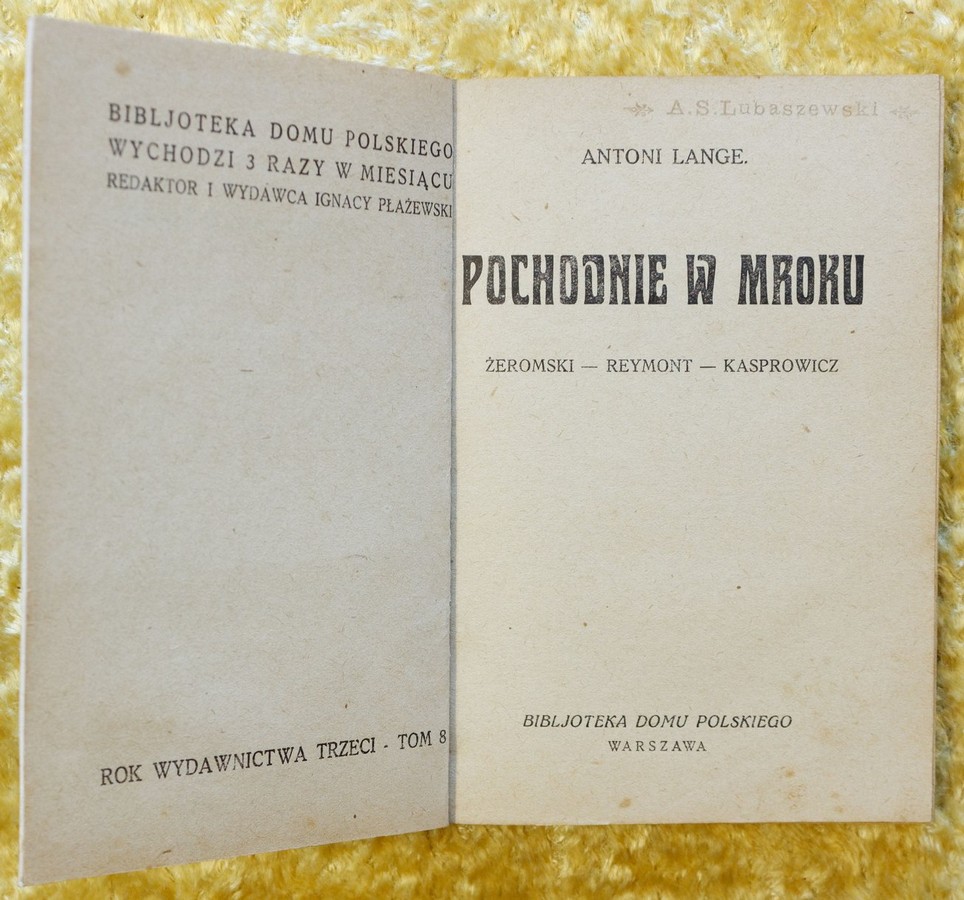 BIBLJOTEKA DOMU POLSKIEGO
WYCHODZI 3 RAZY W MIESIĄCU
REDAKTOR I WYDAWCA IGNACY PŁAŻEWSKI
ROK WYDAWNICTWA TRZECI - TOM 8
A.S.Lubaszewski
ANTONI LANGE.
POCHODNIE W MROKU
ŻEROMSKI — REYMONT — KASPROWICZ
BIBLJOTEKA DOMU POLSKIEGO
WARSZAWA